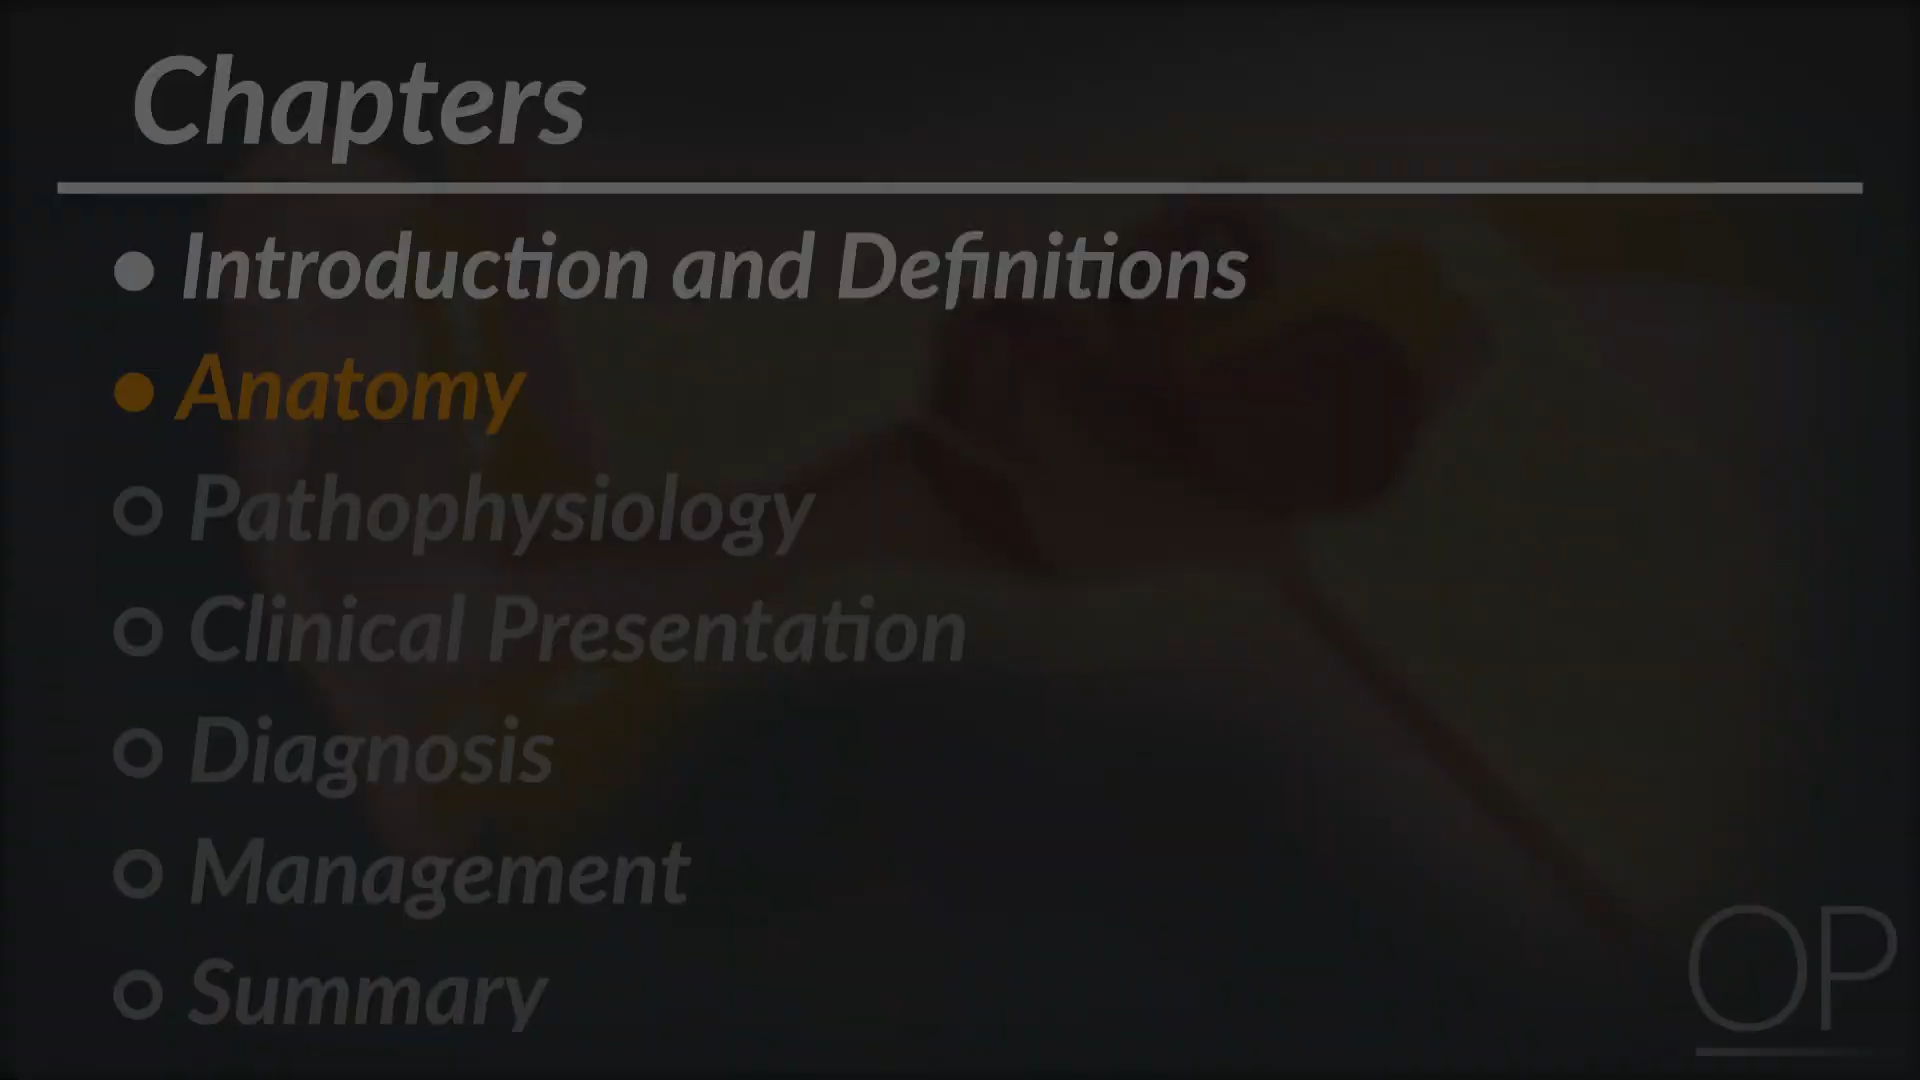 Chapters
Introduction and Definitions
Anatomy
Pathophysiology
Clinical Presentation
Diagnosis
Management
Summary
OP